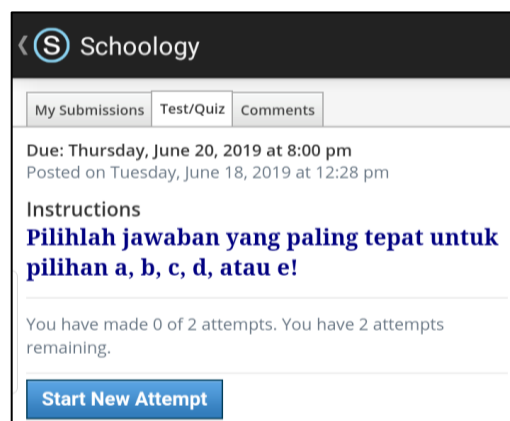 Schoology
My Submissions Test/Quiz Comments
Due: Thursday, June 20, 2019 at 8:00 pm
Posted on Tuesday, June 18, 2019 at 12:28 pm
Instructions
Pilihlah jawaban yang paling tepat untuk
pilihan a, b, c, d, atau e!
You have made 0 of 2 attempts. You have 2 attempts
remaining.
Start New Attempt